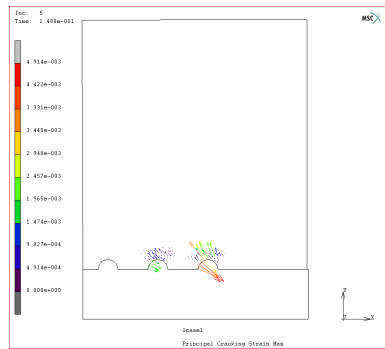 Inc: 5
Time: 1.488e-001
MSC
4.914e-003
4.422e-003
3.931e-003
3.440e-003
2.948e-003
2.457e-003
1.965e-003
1.474e-003
9.827e-004
4.914e-004
0.000e+000
Y
Z X
lcase1
Principal Cracking Strain Max